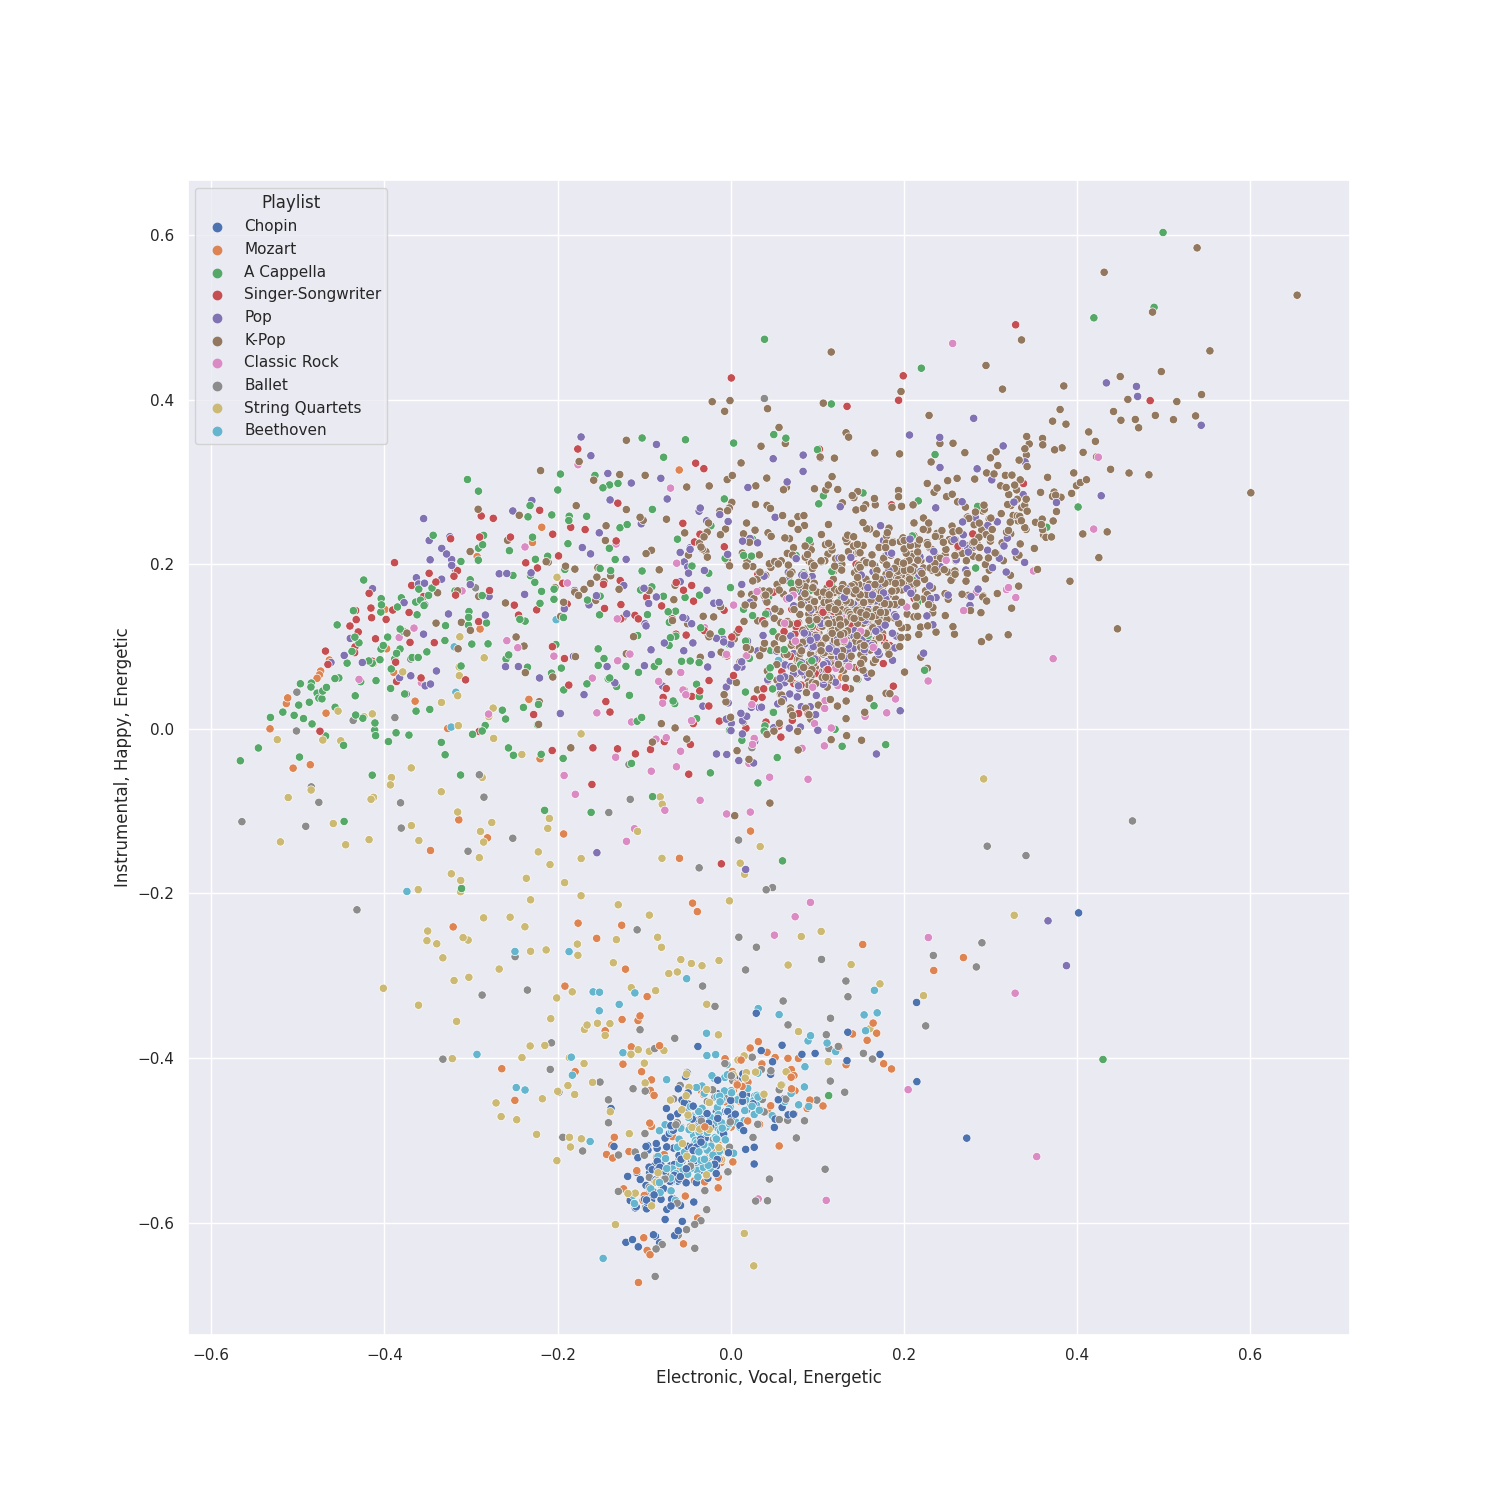 Playlist
Chopin
Mozart
A Cappella
Singer-Songwriter
Pop
K-Pop
Classic Rock
Ballet
String Quartets
Beethoven
0.6
0.4
0.2
0.0
−0.2
−0.4
−0.6
Instrumental, Happy, Energetic
−0.6 −0.4 −0.2 0.0 0.2 0.4 0.6
Electronic, Vocal, Energetic